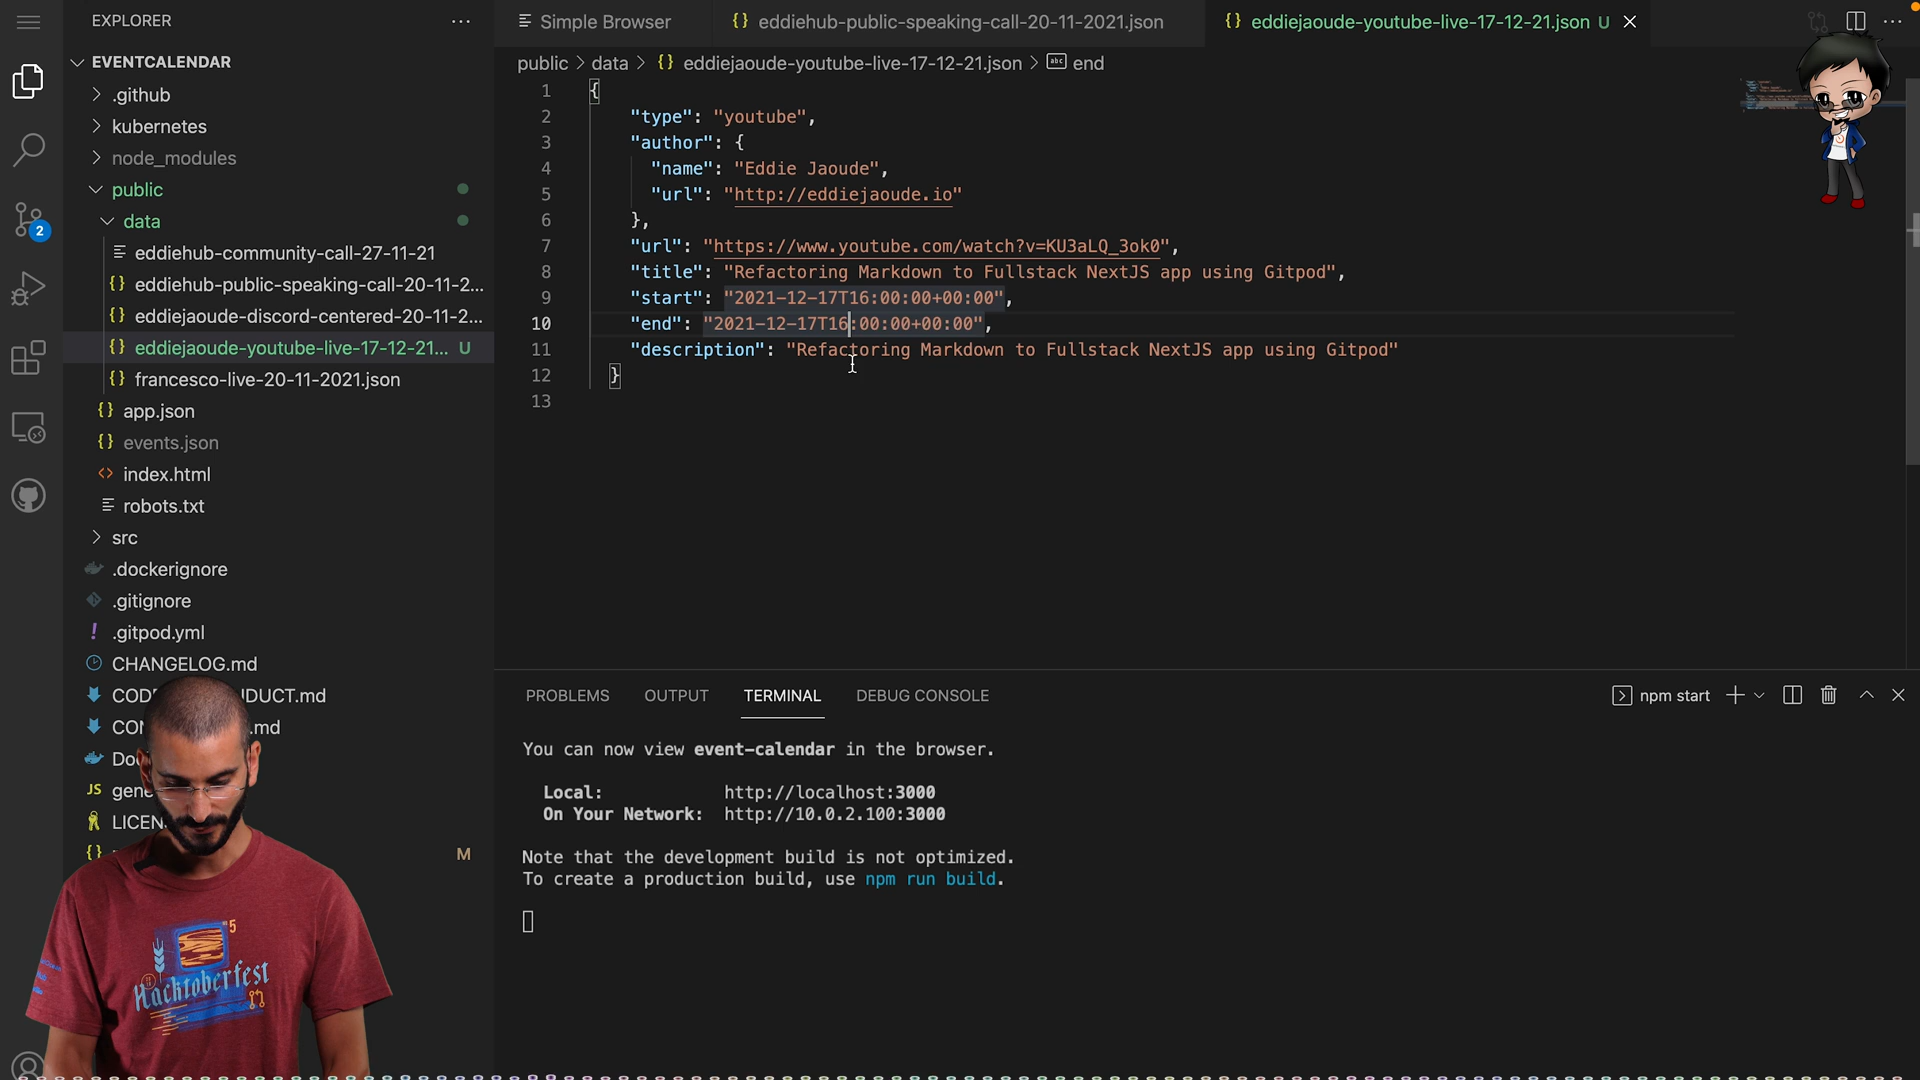 EXPLORER
EVENTCALENDAR
.github
kubernetes
node_modules
public
data
eddiehub-community-call-27-11-21
eddiehub-public-speaking-call-20-11-2...
eddiejaoude-discord-centered-20-11-2...
eddiejaoude-youtube-live-17-12-21... U
francesco-live-20-11-2021.json
app.json
events.json
index.html
robots.txt
src
.dockerignore
.gitignore
.gitpod.yml
CHANGELOG.md
DUCT.md
.md
JS
M
2
Simple Browser
eddiehub-public-speaking-call-20-11-2021.json
eddiejaoude-youtube-live-17-12-21.json U
public > data > {} eddiejaoude-youtube-live-17-12-21.json > abc end
1 {
2 "type": "youtube",
3 "author": {
4 "name": "Eddie Jaoude",
5 "url": "http://eddiejaoude.io"
6 },
7 "url": "https://www.youtube.com/watch?v=KU3aLQ_3ok0",
8 "title": "Refactoring Markdown to Fullstack NextJS app using Gitpod",
9 "start": "2021-12-17T16:00:00+00:00",
10 "end": "2021-12-17T16:00:00+00:00",
11 "description": "Refactoring Markdown to Fullstack NextJS app using Gitpod"
12 }
13
PROBLEMS OUTPUT TERMINAL DEBUG CONSOLE
npm start
You can now view event-calendar in the browser.
Local: http://localhost:3000
On Your Network: http://10.0.2.100:3000
Note that the development build is not optimized.
To create a production build, use npm run build.
Hacktoberfest
5